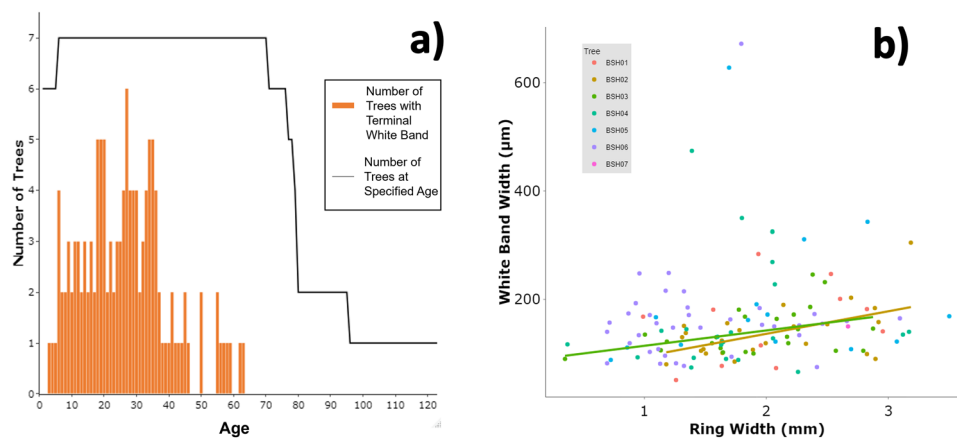 a)
7
6
5
4
3
2
1
0
Number of Trees
0 10 20 30 40 50 60 70 80 90 100 110 120
Age
Number of
Trees with
Terminal
White Band
Number of
Trees at
Specified Age
b)
Tree
BSH01
BSH02
BSH03
BSH04
BSH05
BSH06
BSH07
600
400
200
White Band Width (µm)
1 2 3
Ring Width (mm)